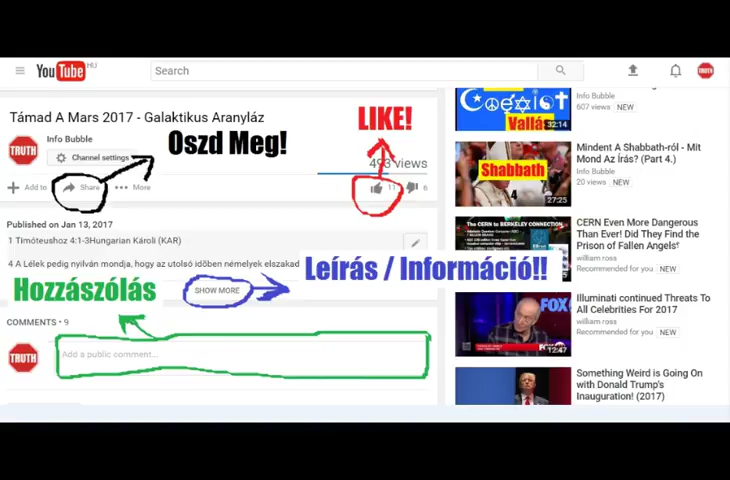 YouTube HU
Search
TRUTH
Támad A Mars 2017 - Galaktikus Aranyláz
TRUTH
Info Bubble
Channel settings
Oszd Meg!
LIKE!
493 views
Add to
Share
More
11
6
Published on Jan 13, 2017
1 Timóteushoz 4:1-3Hungarian Károli (KAR)
4 A Lélek pedig nyilván mondja, hogy az utolsó időben némelyek elszakad
Leírás / Információ!!
Hozzászólás
SHOW MORE
COMMENTS • 9
TRUTH
Add a public comment...
COEXIST
Vallás
32:14
Info Bubble
607 views NEW
Shabbath
4
27:25
Mindent A Shabbath-ról - Mit
Mond Az Írás? (Part 4.)
Info Bubble
20 views NEW
The CERN to BERKELEY CONNECTION
CERN Even More Dangerous
Than Ever! Did They Find the
Prison of Fallen Angels†
william ross
Recommended for you NEW
FOX
12:47
Illuminati continued Threats To
All Celebrities For 2017
william ross
Recommended for you NEW
Something Weird is Going On
with Donald Trump's
Inauguration! (2017)